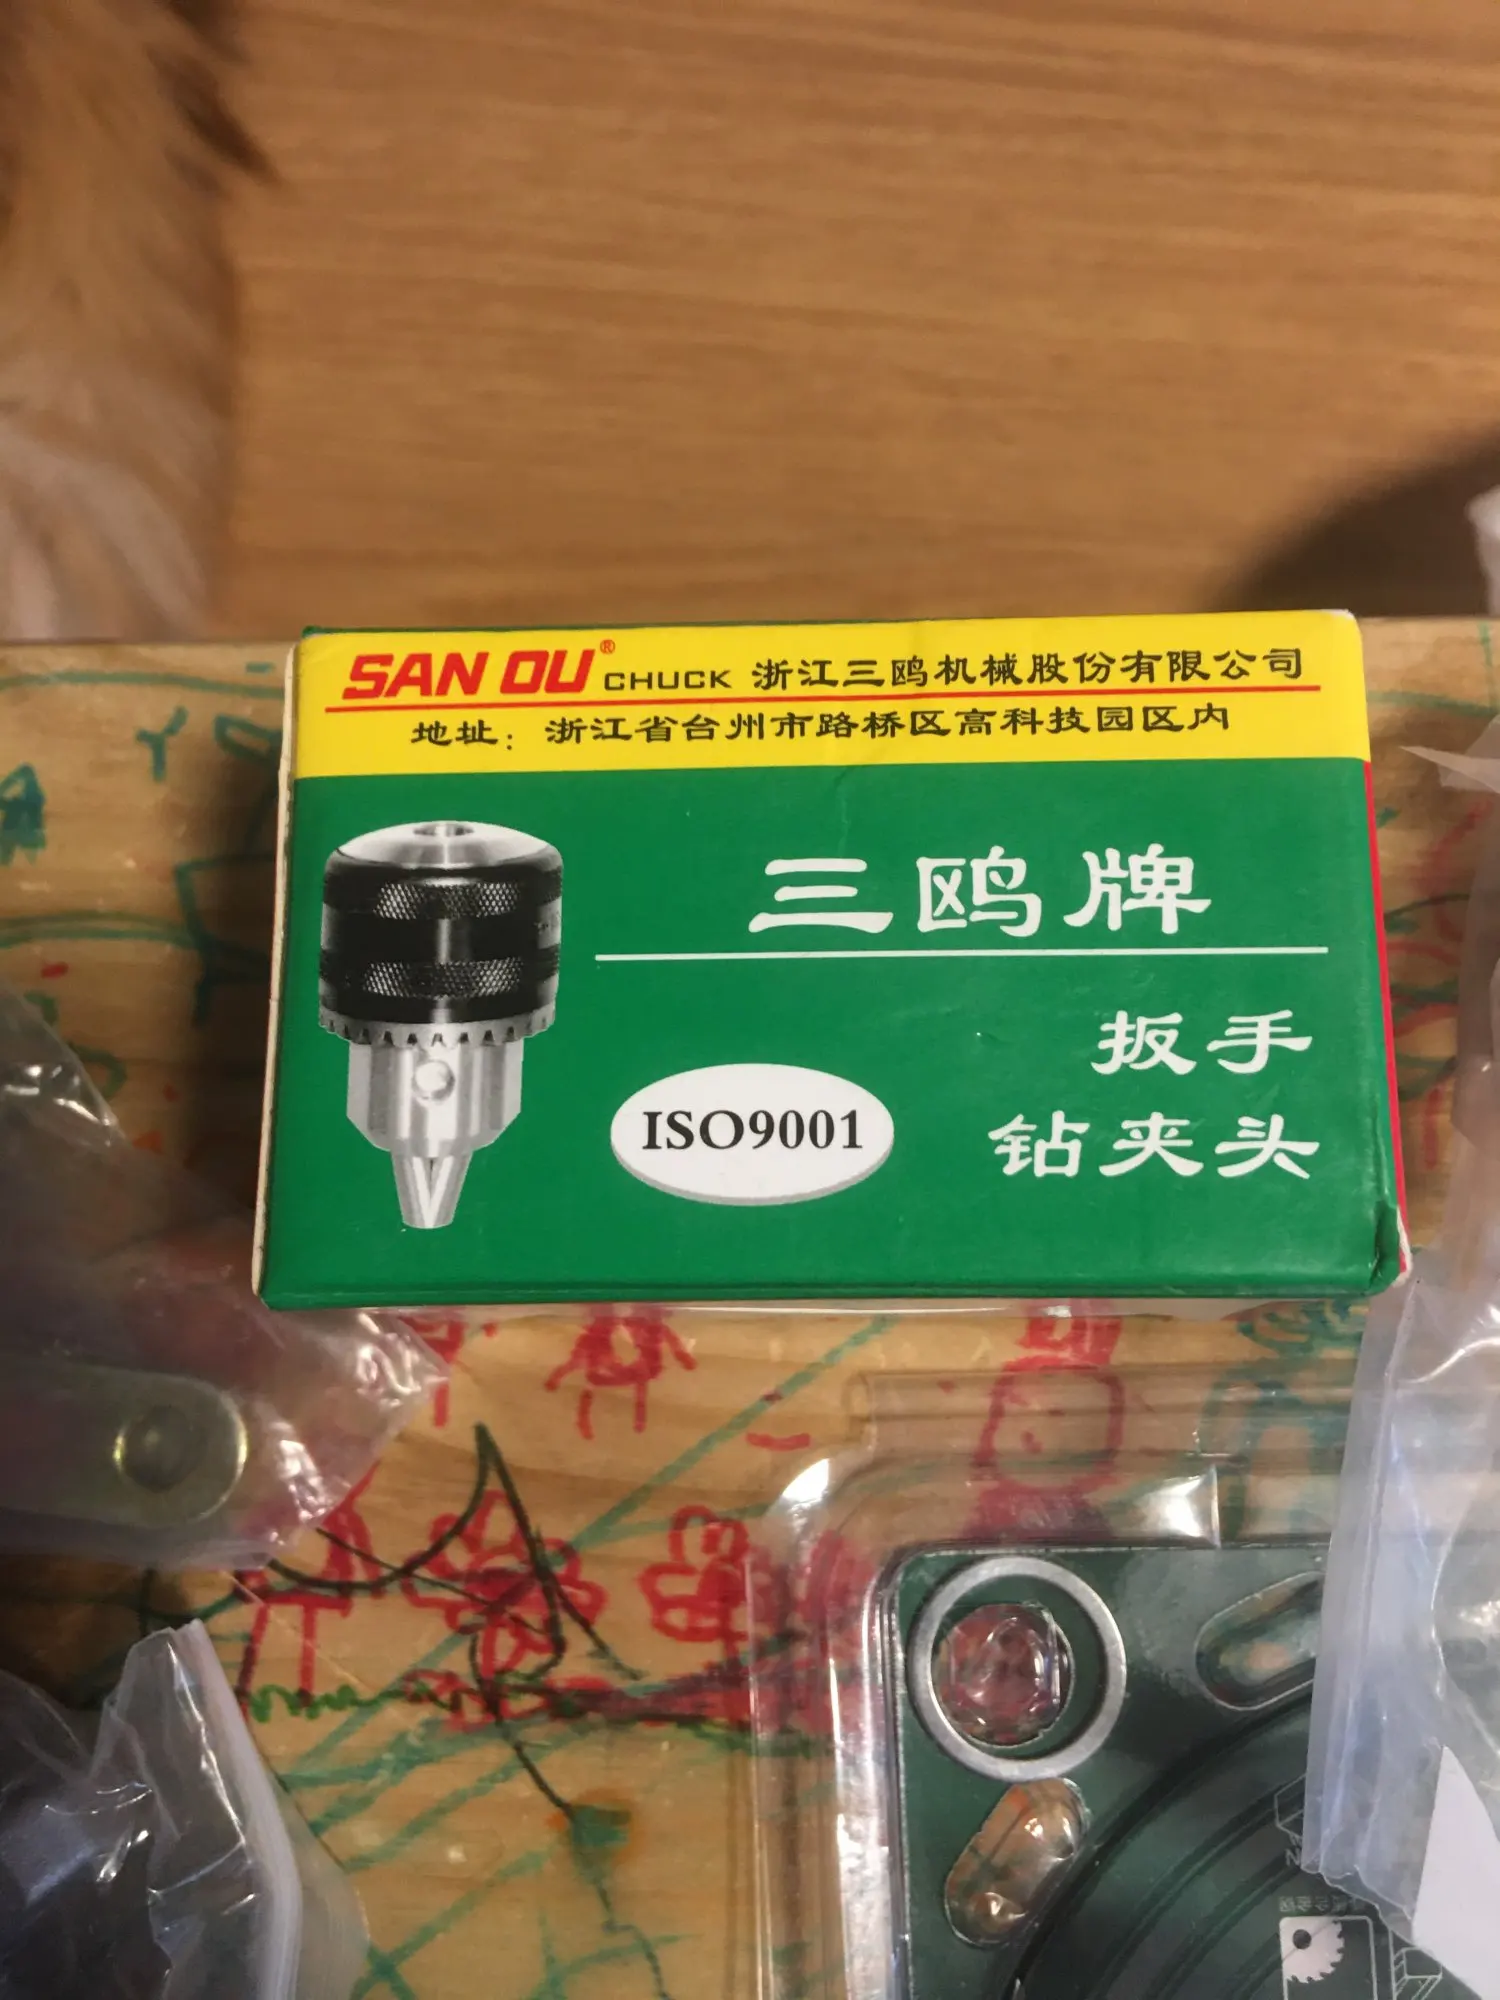 SAN OU® CHUCK 浙江三鸥机械股份有限公司
地址：浙江省台州市路桥区高科技园区内
三鸥牌
扳手
钻夹头
ISO9001